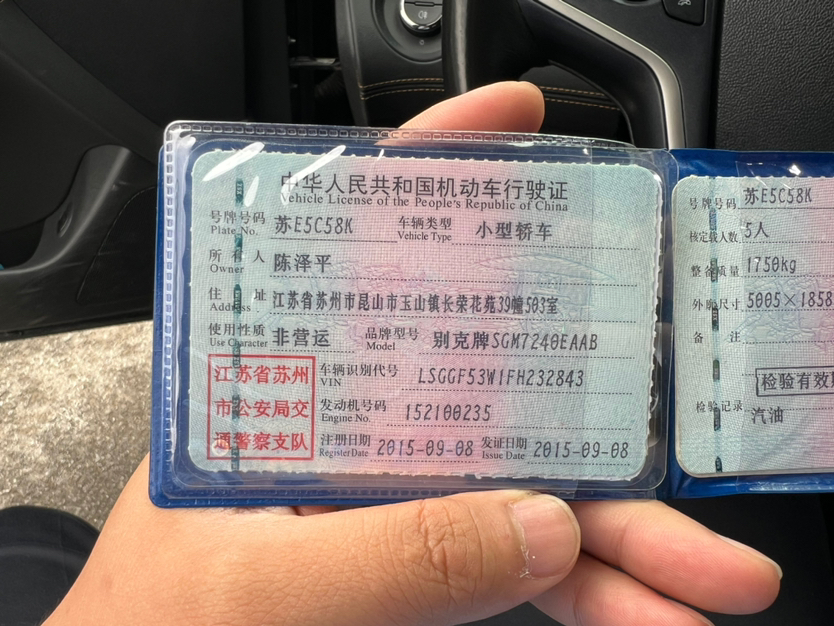 中华人民共和国机动车行驶证
Vehicle License of the People's Republic of China
号牌号码 苏E5C58K 车辆类型 小型轿车
Plate No. Vehicle Type
所有人 陈泽平
Owner
住址 江苏省苏州市昆山市玉山镇长荣花苑39幢503室
Address
使用性质 非营运 品牌型号 别克牌SGM7240EAAB
Use Character Model
江苏省苏州
市公安局交
通警察支队
车辆识别代号 LSGGF53W1FH232843
VIN
发动机号码 152100235
Engine No.
注册日期 2015-09-08 发证日期 2015-09-08
Register Date Issue Date
号牌号码 苏E5C58K
核定载人数 5人
整备质量 1750kg
外廓尺寸 5005×1858
备注
检验有效期
检验记录
汽油